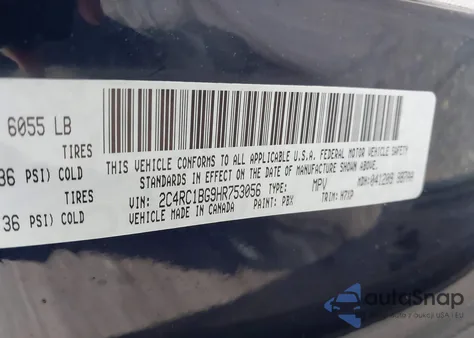 6055 LB
TIRES
36 PSI) COLD
TIRES
36 PSI) COLD
THIS VEHICLE CONFORMS TO ALL APPLICABLE U.S.A. FEDERAL MOTOR VEHICLE SAFETY
STANDARDS IN EFFECT ON THE DATE OF MANUFACTURE SHOWN ABOVE.
VIN: 2C4RC1BG9HR753056 TYPE: MPV MDH:
VEHICLE MADE IN CANADA PAINT: PBX TRIM:
autoSnap